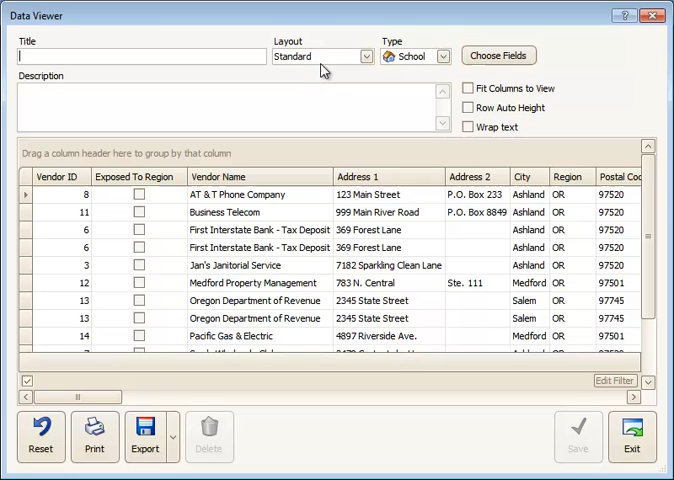 Data Viewer
Title
Layout
Type
Standard
School
Choose Fields
Description
Fit Columns to View
Row Auto Height
Wrap text
Drag a column header here to group by that column
Vendor ID Exposed To Region Vendor Name Address 1 Address 2 City Region Postal Coc
8 AT & T Phone Company 123 Main Street P.O. Box 233 Ashland OR 97520
11 Business Telecom 999 Main River Road P.O. Box 8849 Ashland OR 97520
6 First Interstate Bank - Tax Deposit 369 Forest Lane Ashland OR 97520
6 First Interstate Bank - Tax Deposit 369 Forest Lane Ashland OR 97520
3 Jan's Janitorial Service 7182 Sparkling Clean Lane Ashland OR 97520
12 Medford Property Management 783 N. Central Ste. 111 Medford OR 97501
13 Oregon Department of Revenue 2345 State Street Salem OR 97745
13 Oregon Department of Revenue 2345 State Street Salem OR 97745
14 Pacific Gas & Electric 4897 Riverside Ave. Medford OR 97501
Edit Filter
Reset
Print
Export
Delete
Save
Exit